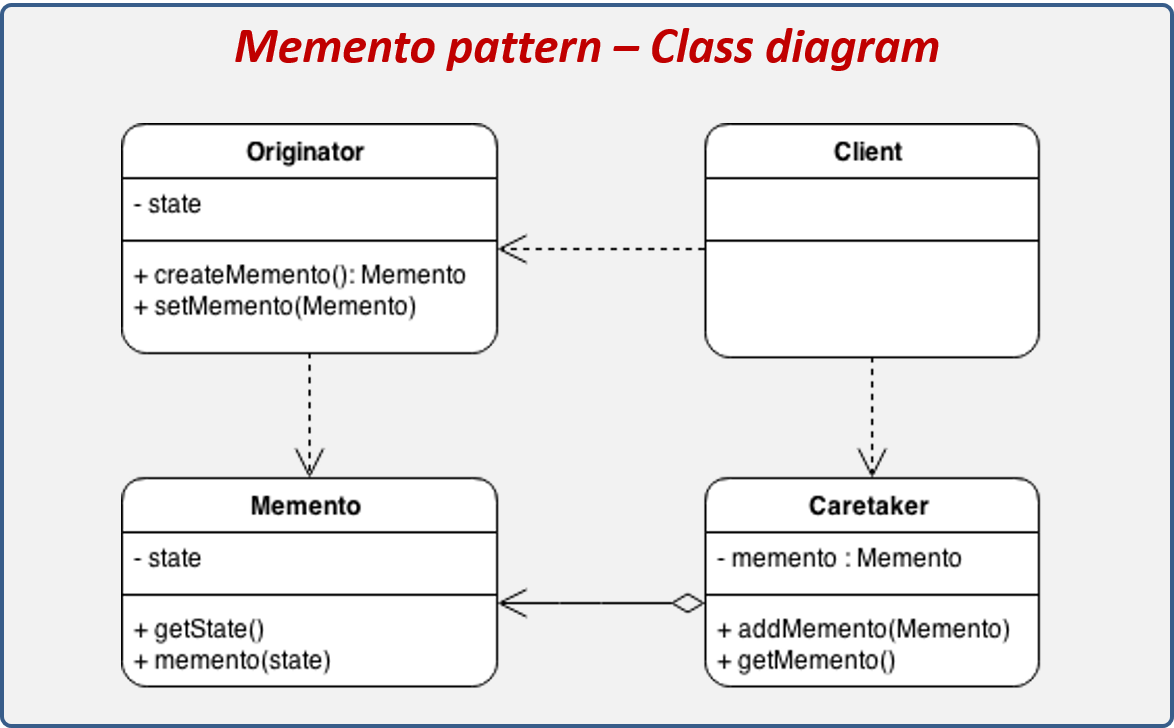 Memento pattern – Class diagram
Originator
- state
+ createMemento(): Memento
+ setMemento(Memento)
Client
Memento
- state
+ getState()
+ memento(state)
Caretaker
- memento : Memento
+ addMemento(Memento)
+ getMemento()